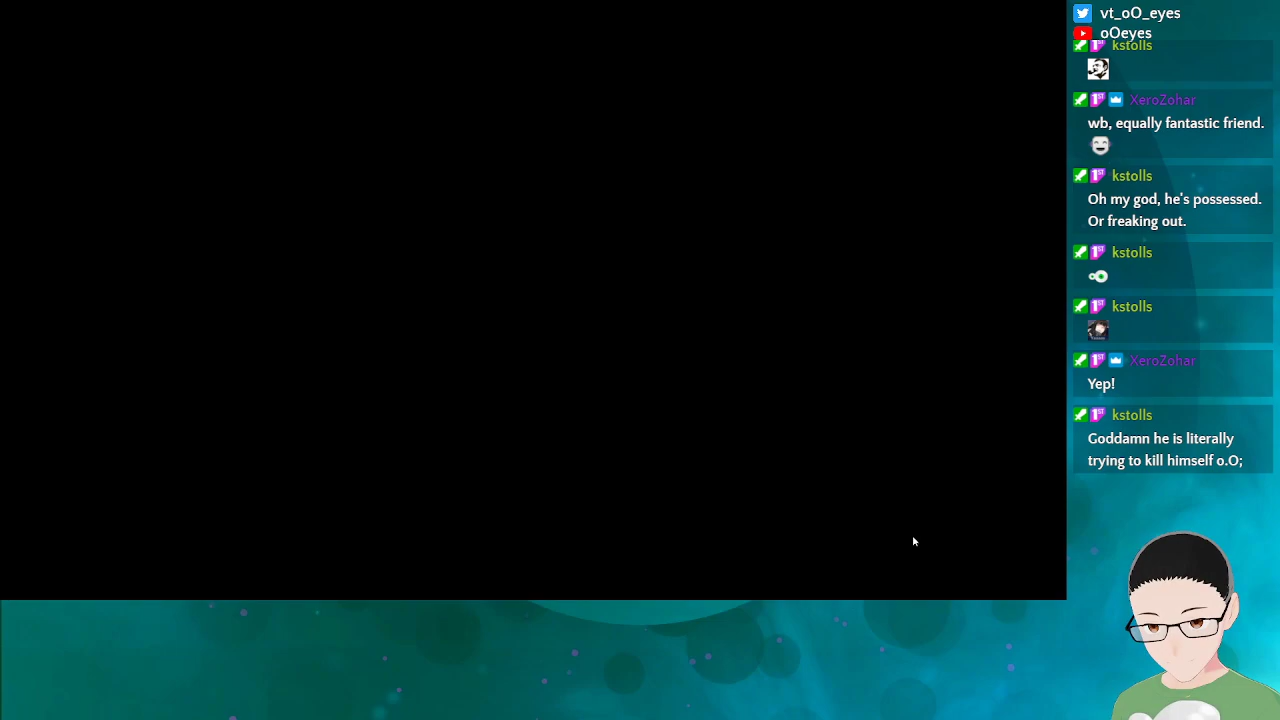 vt_oO_eyes
oOeyes
kstolls
XeroZohar
wb, equally fantastic friend.
kstolls
Oh my god, he's possessed.
Or freaking out.
kstolls
kstolls
XeroZohar
Yep!
kstolls
Goddamn he is literally
trying to kill himself o.O;